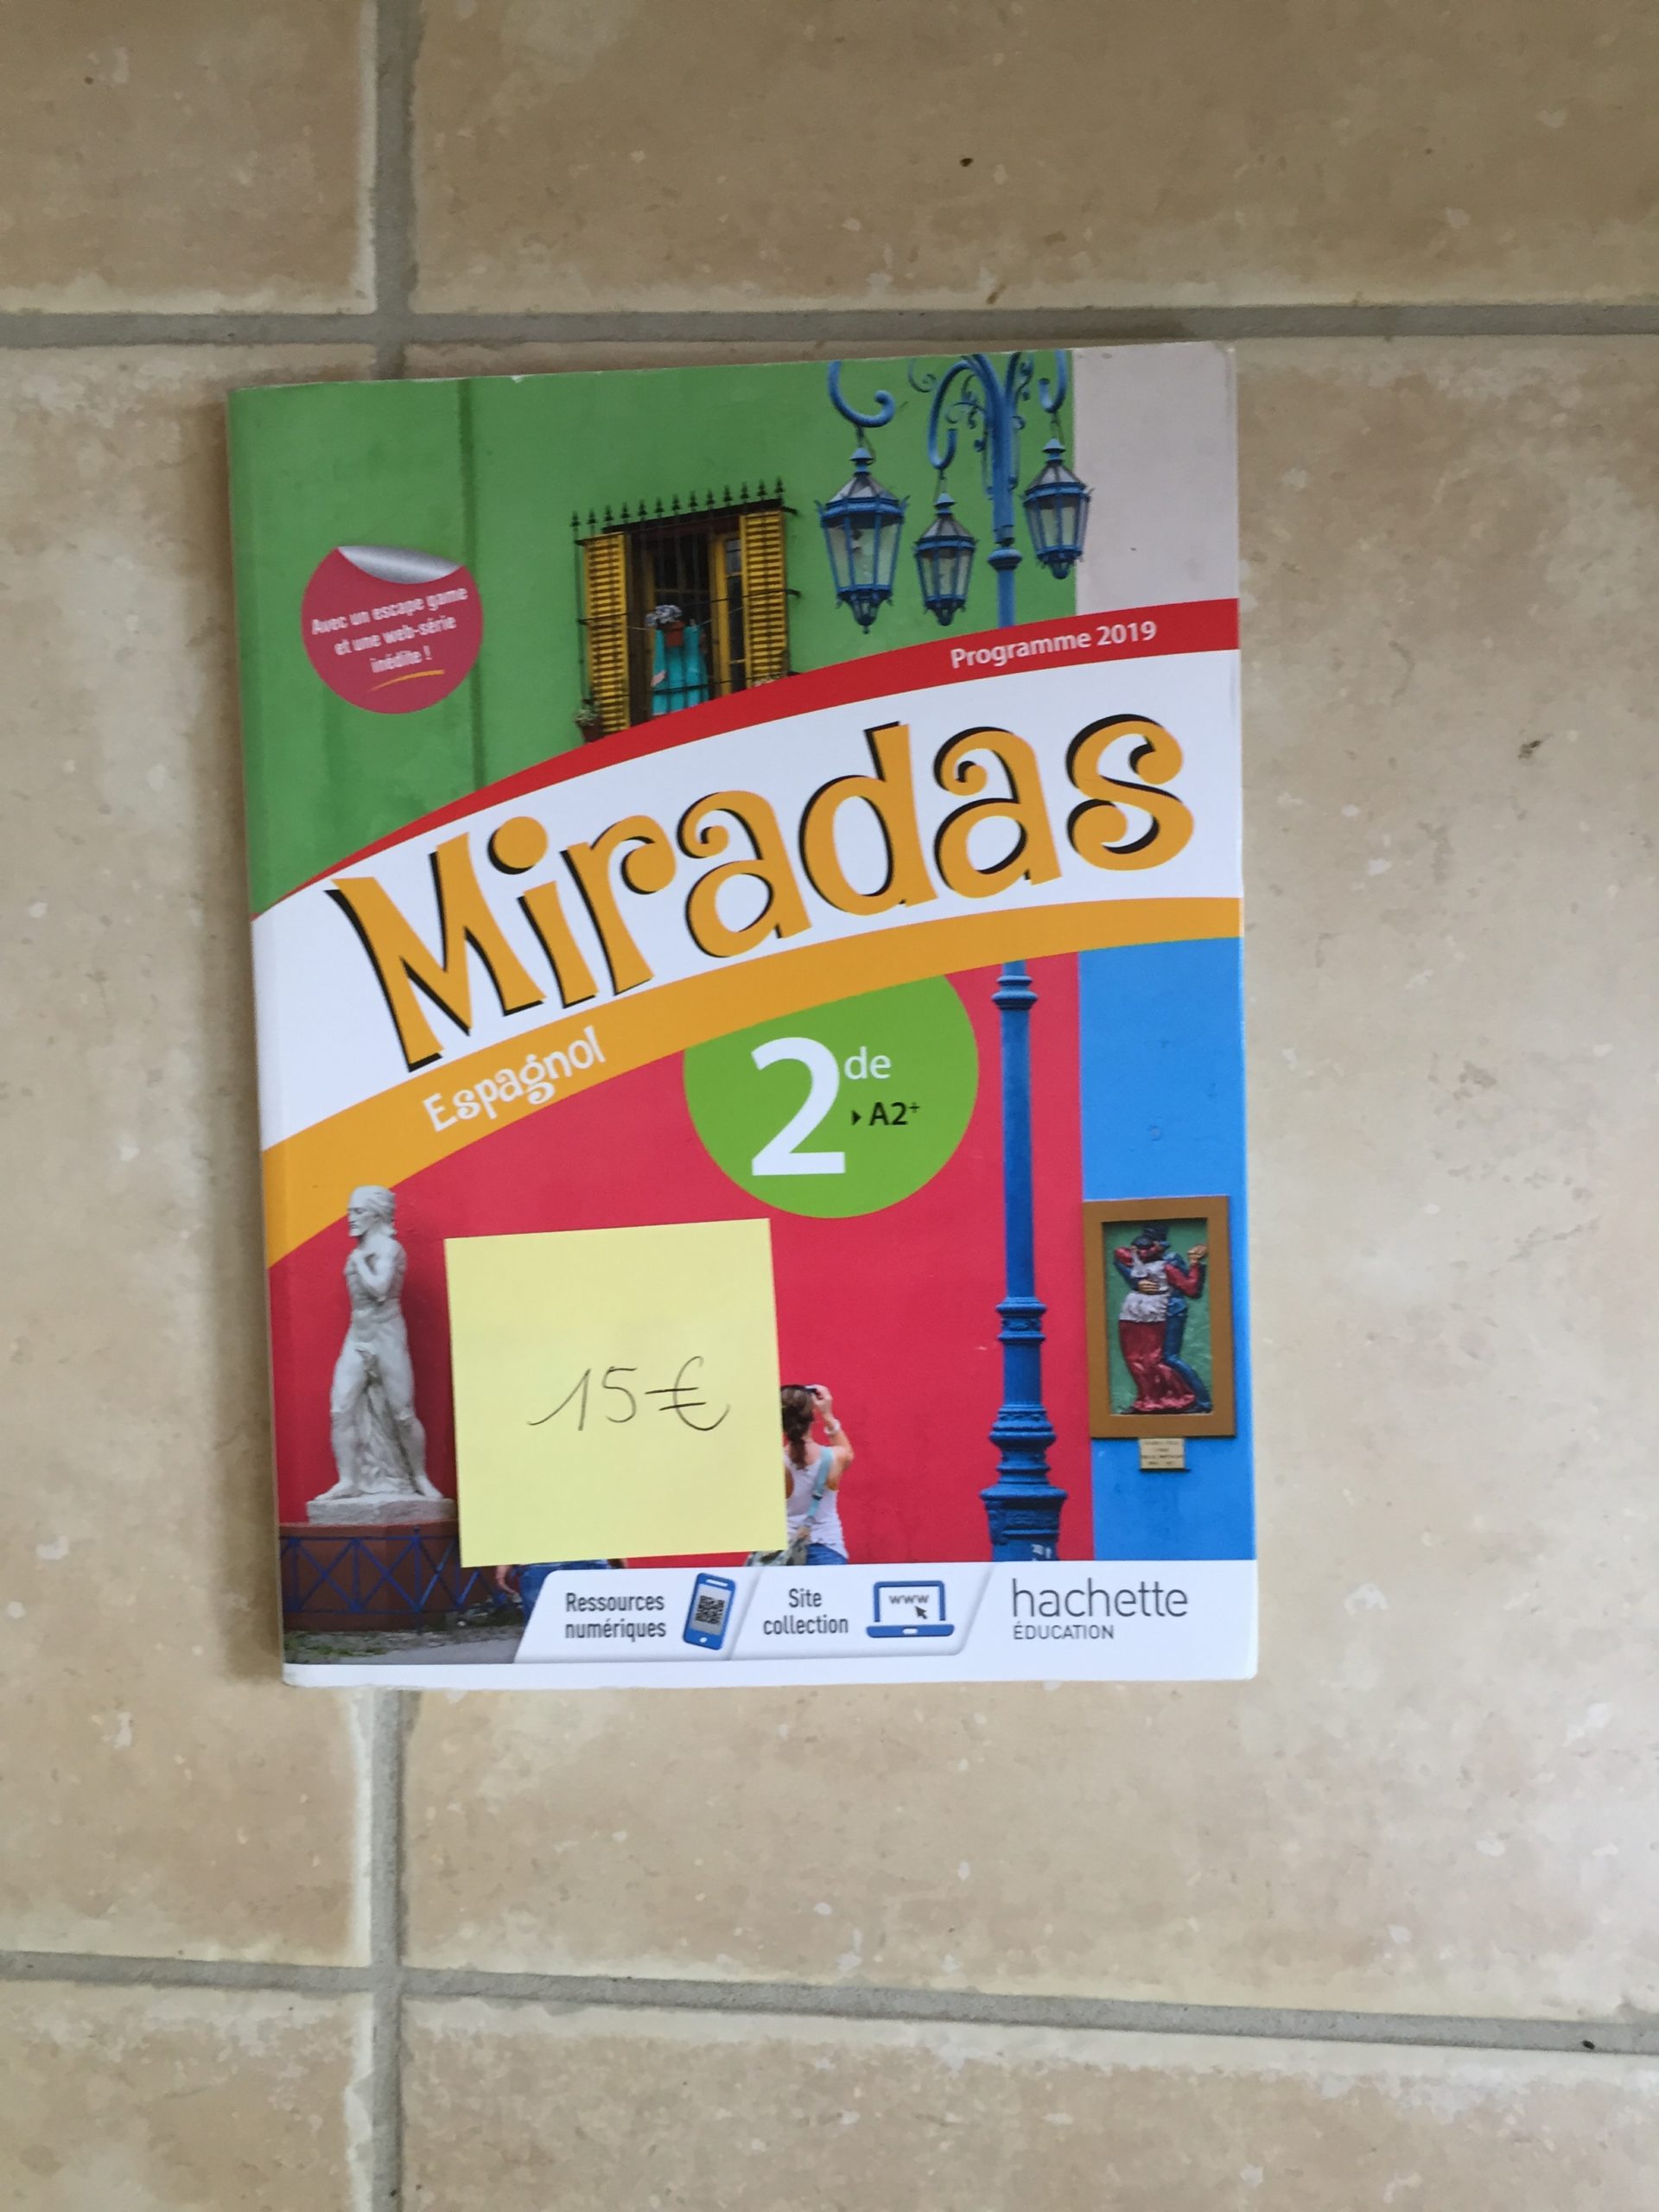 Avec un escape game
et une web-série
inédite !
Programme 2019
Miradas
Espagnol
2de
▸ A2+
15€
Ressources
numériques
Site
collection
www
hachette
ÉDUCATION